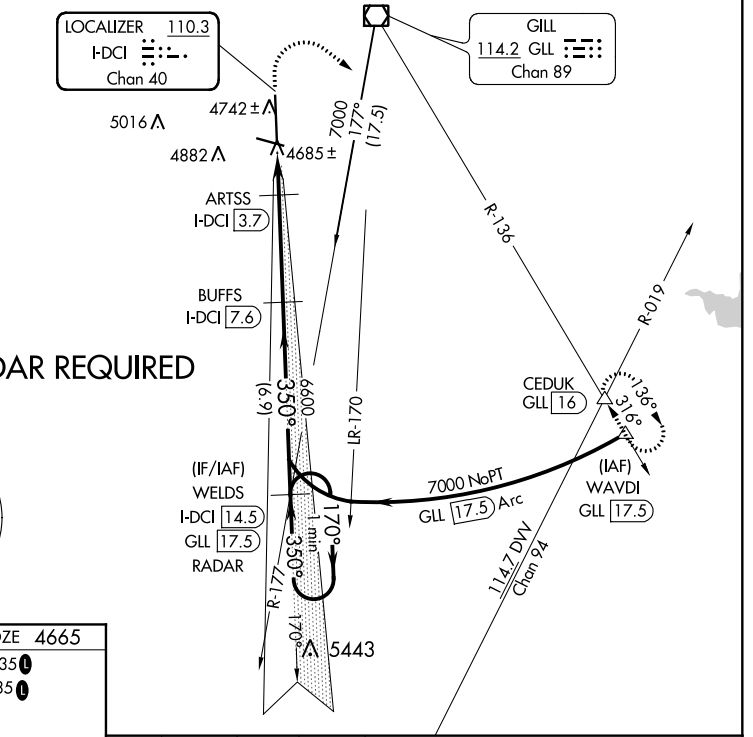 LOCALIZER 110.3
I-DCI
Chan 40
GILL
114.2 GLL
Chan 89
4742 ±
5016
4882
4685 ±
7000
177°
(17.5)
ARTSS
I-DCI 3.7
R-136
BUFFS
I-DCI 7.6
R-019
DAR REQUIRED
6600
350°
(6.9)
LR-170
CEDUK
GLL 16
136°
316°
(IF/IAF)
WELDS
I-DCI 14.5
GLL 17.5
RADAR
7000 NoPT
GLL 17.5 Arc
(IAF)
WAVDI
GLL 17.5
1 min
170°
350°
R-177
170°
114.7 DVV
Chan 94
5443
DZE 4665
35 L
35 L